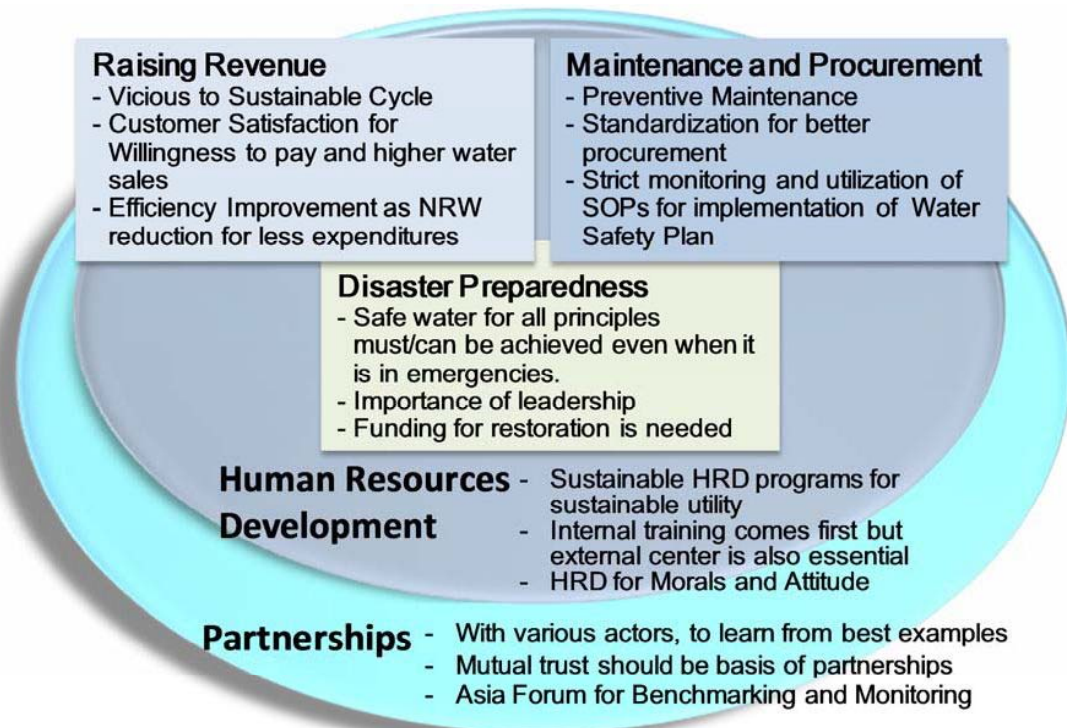 Raising Revenue
- Vicious to Sustainable Cycle
- Customer Satisfaction for
Willingness to pay and higher water
sales
- Efficiency Improvement as NRW
reduction for less expenditures
Maintenance and Procurement
- Preventive Maintenance
- Standardization for better
procurement
- Strict monitoring and utilization of
SOPs for implementation of Water
Safety Plan
Disaster Preparedness
- Safe water for all principles
must/can be achieved even when it
is in emergencies.
- Importance of leadership
- Funding for restoration is needed
Human Resources
Development
- Sustainable HRD programs for
sustainable utility
- Internal training comes first but
external center is also essential
- HRD for Morals and Attitude
Partnerships
- With various actors, to learn from best examples
- Mutual trust should be basis of partnerships
- Asia Forum for Benchmarking and Monitoring